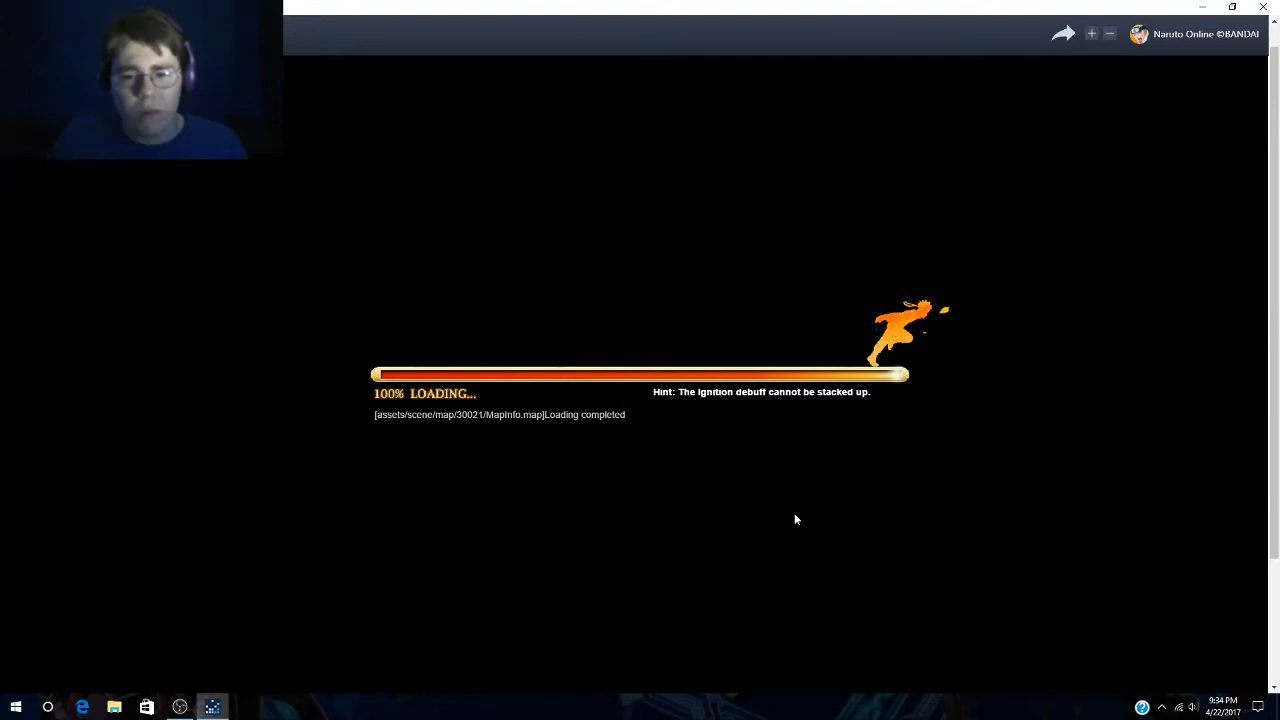 Naruto Online ©BANDAI
100% LOADING...
Hint: The Ignition debuff cannot be stacked up.
[assets/scene/map/30021/MapInfo.map]Loading completed
9:34 PM
4/22/2017